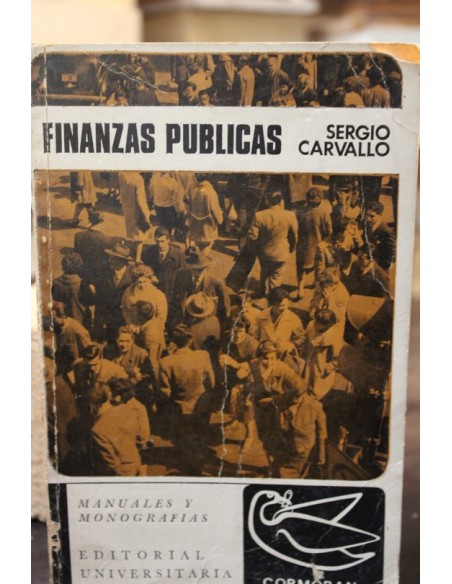 FINANZAS PUBLICAS
SERGIO
CARVALLO
MANUALES Y
MONOGRAFIAS
EDITORIAL
UNIVERSITARIA
CORMORAN